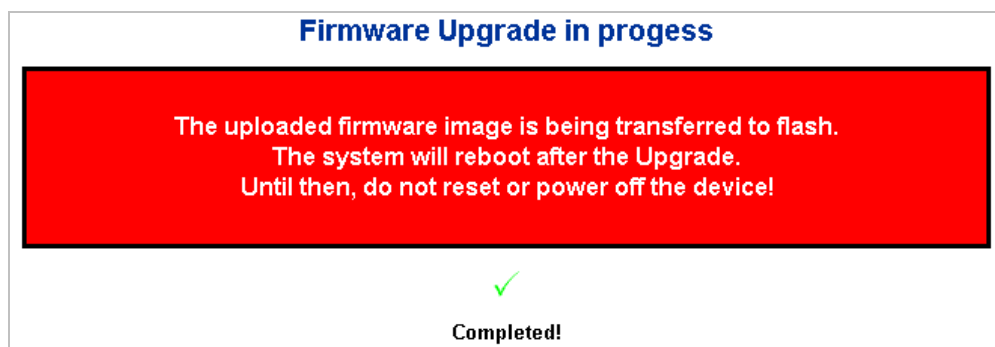 Firmware Upgrade in progess
The uploaded firmware image is being transferred to flash.
The system will reboot after the Upgrade.
Until then, do not reset or power off the device!
Completed!